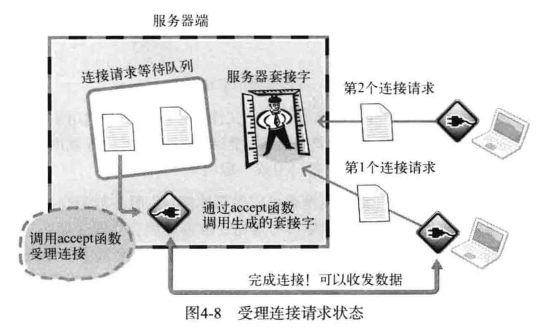 服务器端
连接请求等待队列
服务器套接字
第2个连接请求
第1个连接请求
通过accept函数
调用生成的套接字
调用accept函数
受理连接
完成连接！可以收发数据
图4-8 受理连接请求状态